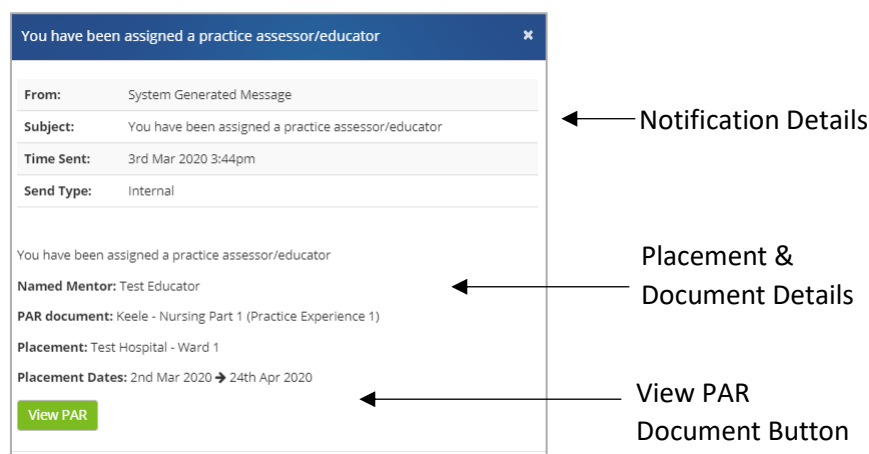 You have been assigned a practice assessor/educator ×
From: System Generated Message
Subject: You have been assigned a practice assessor/educator
Time Sent: 3rd Mar 2020 3:44pm
Send Type: Internal
Notification Details
You have been assigned a practice assessor/educator
Named Mentor: Test Educator
PAR document: Keele - Nursing Part 1 (Practice Experience 1)
Placement: Test Hospital - Ward 1
Placement Dates: 2nd Mar 2020 → 24th Apr 2020
View PAR
Placement &
Document Details
View PAR
Document Button